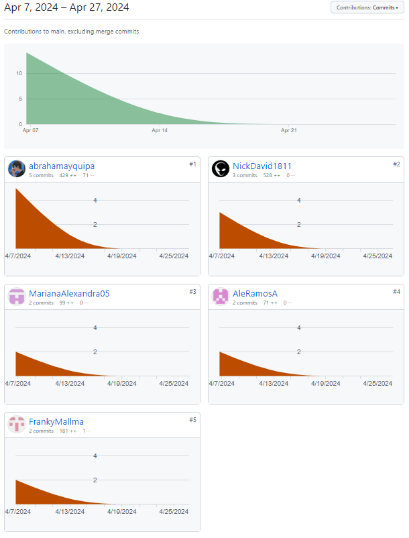 Apr 7, 2024 – Apr 27, 2024
Contributions: Commits
Contributions to main, excluding merge commits
10
5
0
Apr 07
Apr 14
Apr 21
abrahamayquipa
#1
5 commits 429 ++ 71 --
4
2
4/7/2024 4/13/2024 4/19/2024 4/25/2024
NickDavid1811
#2
3 commits 528 ++ 0 --
4
2
4/7/2024 4/13/2024 4/19/2024 4/25/2024
MarianaAlexandra05
#3
2 commits 99 ++ 0 --
4
2
4/7/2024 4/13/2024 4/19/2024 4/25/2024
AleRamosA
#4
2 commits 71 ++ 0 --
4
2
4/7/2024 4/13/2024 4/19/2024 4/25/2024
FrankyMallma
#5
2 commits 181 ++ 1 --
4
2
4/7/2024 4/13/2024 4/19/2024 4/25/2024